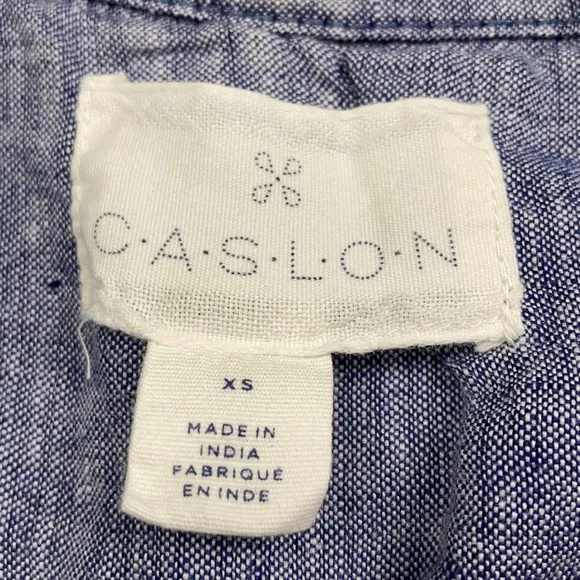 C·A·S·L·O·N
XS
MADE IN
INDIA
FABRIQUÉ
EN INDE